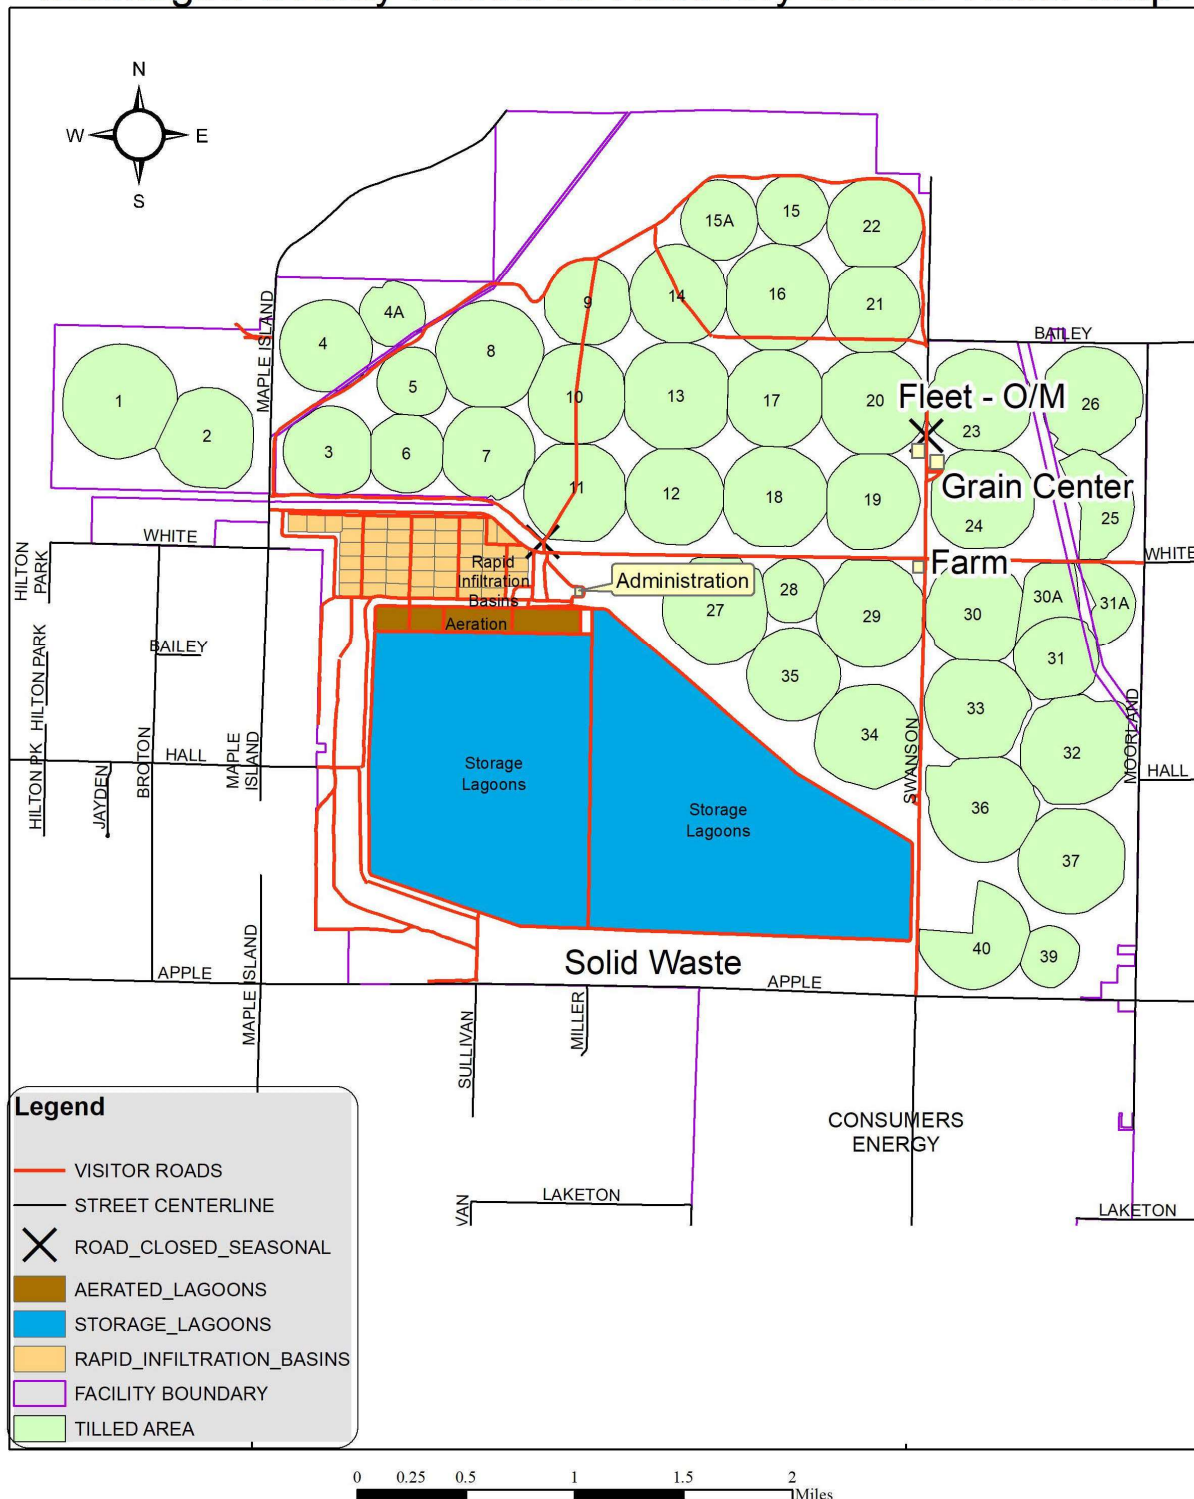 N
W
E
S
15A
15
22
9
14
16
21
4A
4
8
MAPLE ISLAND
BAILEY
1
5
10
13
17
20
Fleet - O/M
26
2
23
3
6
7
11
12
18
19
Grain Center
24
25
WHITE
HILTON
PARK
Rapid
Infiltration
Basins
Administration
Farm
WHITE
27
28
29
30
30A
31A
Aeration
HILTON PARK
BAILEY
35
31
33
34
32
HALL
BROTON
MAPLE
ISLAND
HILTON PK
JAYDEN
Storage
Lagoons
Storage
Lagoons
SWANSON
MOORLAND
HALL
36
37
40
39
APPLE
MAPLE ISLAND
Solid Waste
APPLE
SULLIVAN
MILLER
CONSUMERS
ENERGY
VAN
LAKETON
LAKETON
Legend
VISITOR ROADS
STREET CENTERLINE
ROAD_CLOSED_SEASONAL
AERATED_LAGOONS
STORAGE_LAGOONS
RAPID_INFILTRATION_BASINS
FACILITY BOUNDARY
TILLED AREA
0 0.25 0.5 1 1.5 2
Miles